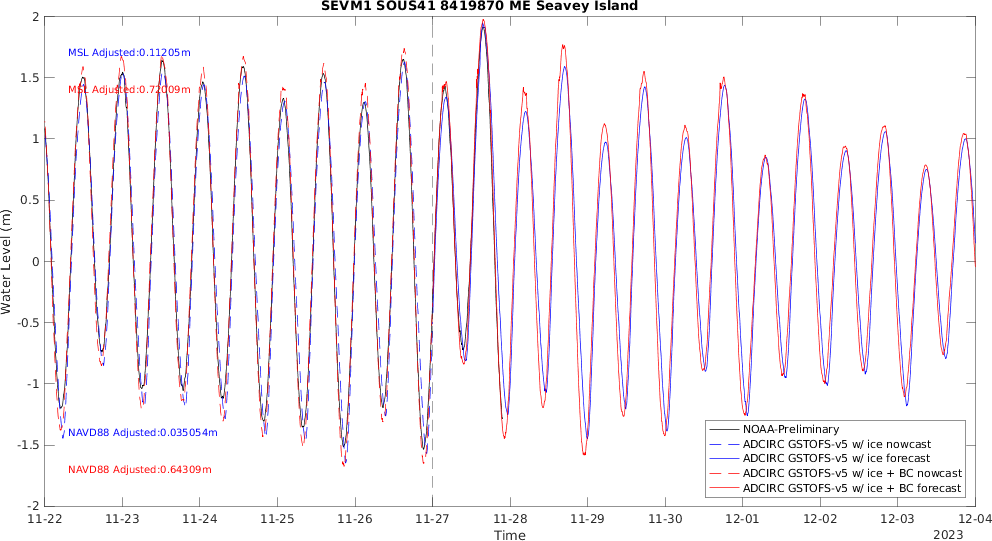 SEVM1 SOUS41 8419870 ME Seavey Island
2
1.5
1
0.5
0
-0.5
-1
-1.5
-2
Water Level (m)
MSL Adjusted:0.11205m
MSL Adjusted:0.72009m
NAVD88 Adjusted:0.035054m
NAVD88 Adjusted:0.64309m
NOAA-Preliminary
ADCIRC GSTOFS-v5 w/ ice nowcast
ADCIRC GSTOFS-v5 w/ ice forecast
ADCIRC GSTOFS-v5 w/ ice + BC nowcast
ADCIRC GSTOFS-v5 w/ ice + BC forecast
11-22 11-23 11-24 11-25 11-26 11-27 11-28 11-29 11-30 12-01 12-02 12-03 12-04
Time
2023